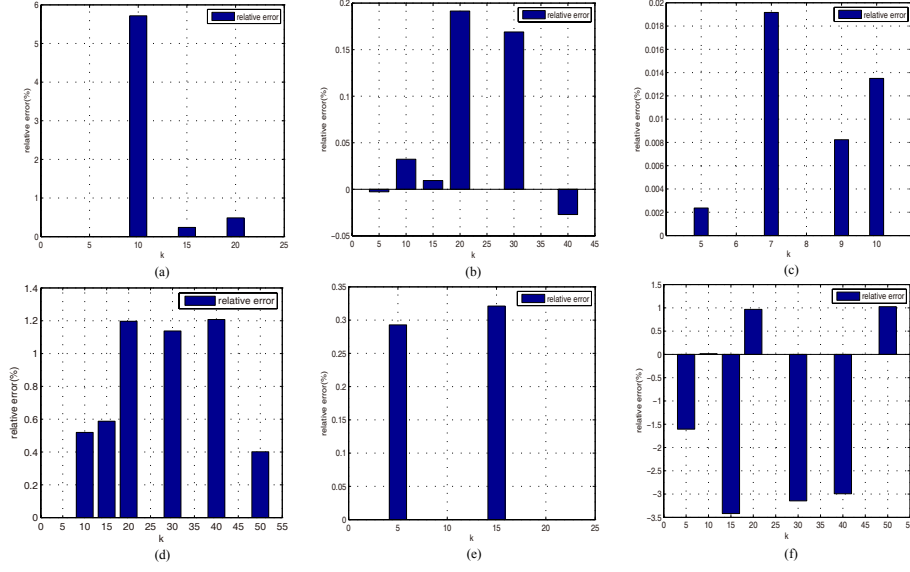 relative error
relative error(%)
6
5
4
3
2
1
0
0 5 10 15 20 25
k
(a)
relative error
relative error(%)
0.2
0.15
0.1
0.05
0
−0.05
0 5 10 15 20 25 30 35 40 45
k
(b)
relative error
relative error(%)
0.02
0.018
0.016
0.014
0.012
0.01
0.008
0.006
0.004
0.002
0
5 6 7 8 9 10
k
(c)
relative error
relative error(%)
1.4
1.2
1
0.8
0.6
0.4
0.2
0
0 5 10 15 20 25 30 35 40 45 50 55
k
(d)
relative error
relative error(%)
0.35
0.3
0.25
0.2
0.15
0.1
0.05
0
0 5 10 15 20 25
k
(e)
relative error
relative error(%)
1.5
1
0.5
0
−0.5
−1
−1.5
−2
−2.5
−3
−3.5
0 5 10 15 20 25 30 35 40 45 50 55
k
(f)